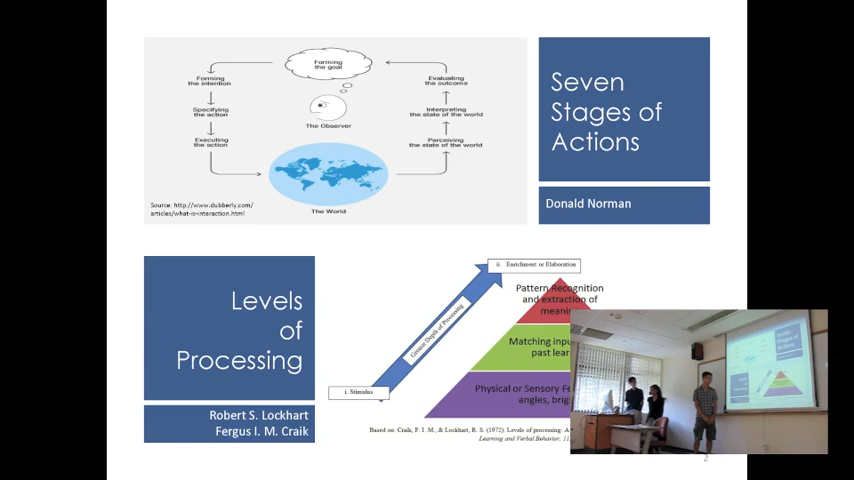 Forming
the goal
Forming
the intention
Evaluating
the outcome
Specifying
the action
Interpreting
the state of the world
The Observer
Executing
the action
Perceiving
the state of the world
Source: http://www.dubberly.com/
articles/what-is-interaction.html
The World
Seven
Stages of
Actions
Donald Norman
Levels
of
Processing
Robert S. Lockhart
Fergus I. M. Craik
ii. Enrichment or Elaboration
Greater Depth of Processing
i. Stimulus
Pattern Recognition
and extraction of
Matching
past
Physical or Sensory
angles,
Based on: Craik, F. I. M., & Lockhart, R. S. (1972). Levels of processing: A
Learning and Verbal Behavior, 11
Seven
Stages of
Actions
2